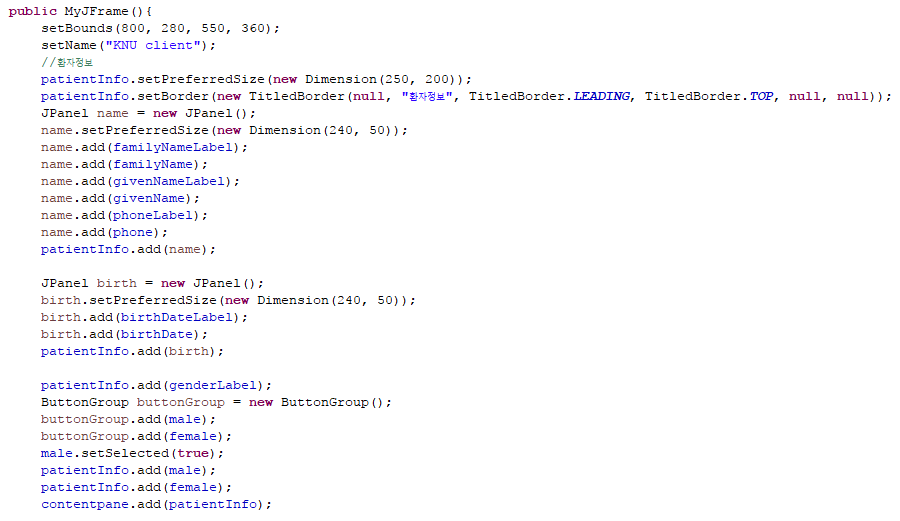 public MyJFrame(){
setBounds(800, 280, 550, 360);
setName("KNU client");
//환자정보
patientInfo.setPreferredSize(new Dimension(250, 200));
patientInfo.setBorder(new TitledBorder(null, "환자정보", TitledBorder.LEADING, TitledBorder.TOP, null, null));
JPanel name = new JPanel();
name.setPreferredSize(new Dimension(240, 50));
name.add(familyNameLabel);
name.add(familyName);
name.add(givenNameLabel);
name.add(givenName);
name.add(phoneLabel);
name.add(phone);
patientInfo.add(name);
JPanel birth = new JPanel();
birth.setPreferredSize(new Dimension(240, 50));
birth.add(birthDateLabel);
birth.add(birthDate);
patientInfo.add(birth);
patientInfo.add(genderLabel);
ButtonGroup buttonGroup = new ButtonGroup();
buttonGroup.add(male);
buttonGroup.add(female);
male.setSelected(true);
patientInfo.add(male);
patientInfo.add(female);
contentpane.add(patientInfo);